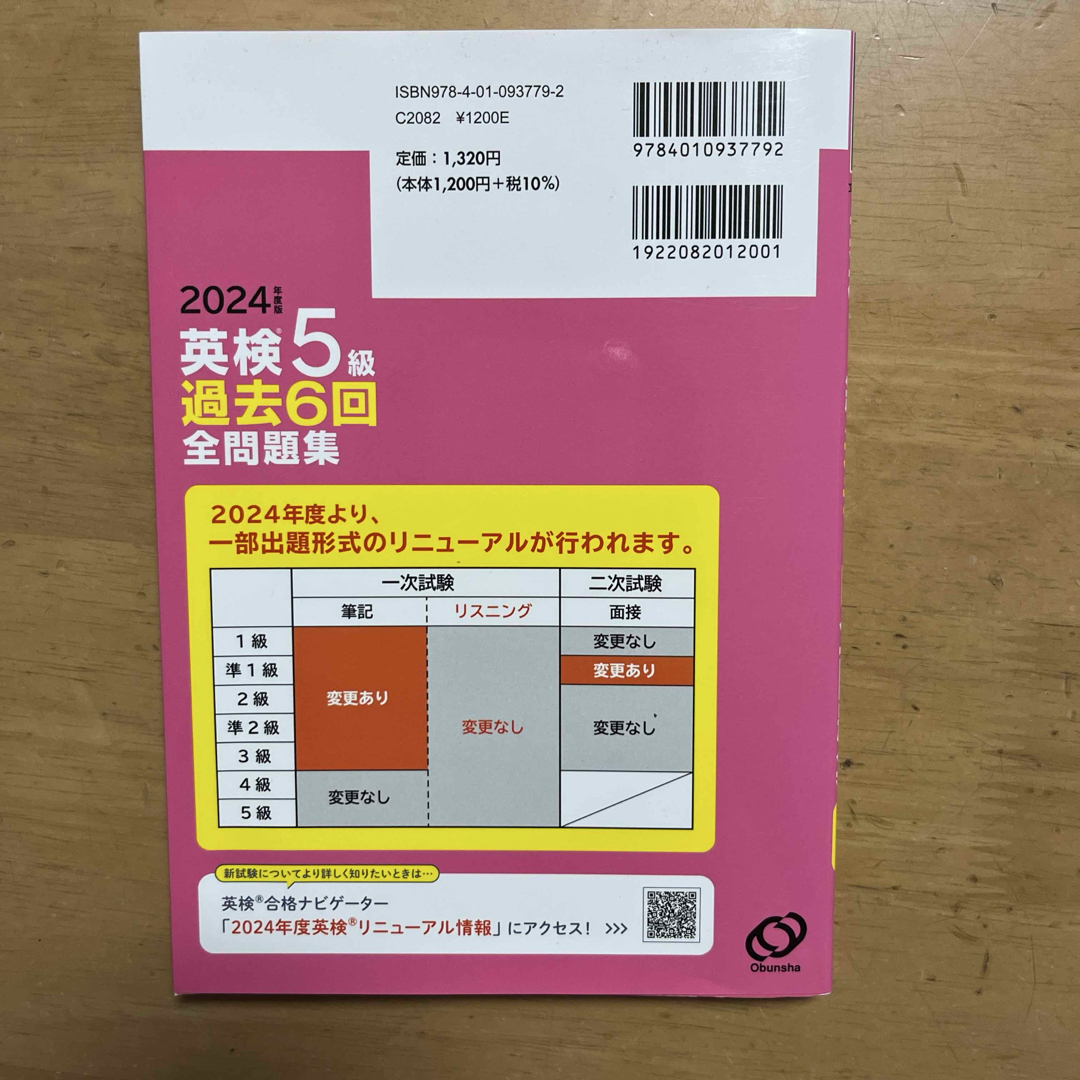 ISBN978-4-01-093779-2
C2082 ¥1200E
定価：1,320円
(本体1,200円＋税10%)
9784010937792
1922082012001
2024年度版
英検®5級
過去6回
全問題集
2024年度より、
一部出題形式のリニューアルが行われます。
一次試験 二次試験
筆記 リスニング 面接
1級 変更なし
準1級 変更あり
2級 変更あり
準2級 変更なし 変更なし
3級
4級 変更なし
5級
新試験についてより詳しく知りたいときは…
英検®合格ナビゲーター
「2024年度英検®リニューアル情報」にアクセス！ >>>
Obunsha